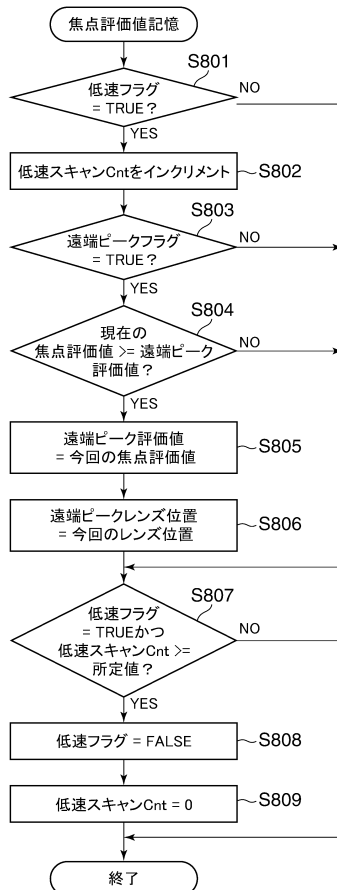 焦点評価値記憶
S801
低速フラグ
= TRUE？
NO
YES
低速スキャンCntをインクリメント
S802
S803
遠端ピークフラグ
= TRUE？
NO
YES
S804
現在の
焦点評価値 >= 遠端ピーク
評価値？
NO
YES
遠端ピーク評価値
= 今回の焦点評価値
S805
遠端ピークレンズ位置
= 今回のレンズ位置
S806
S807
低速フラグ
= TRUEかつ
低速スキャンCnt >=
所定値？
NO
YES
低速フラグ = FALSE
S808
低速スキャンCnt = 0
S809
終了